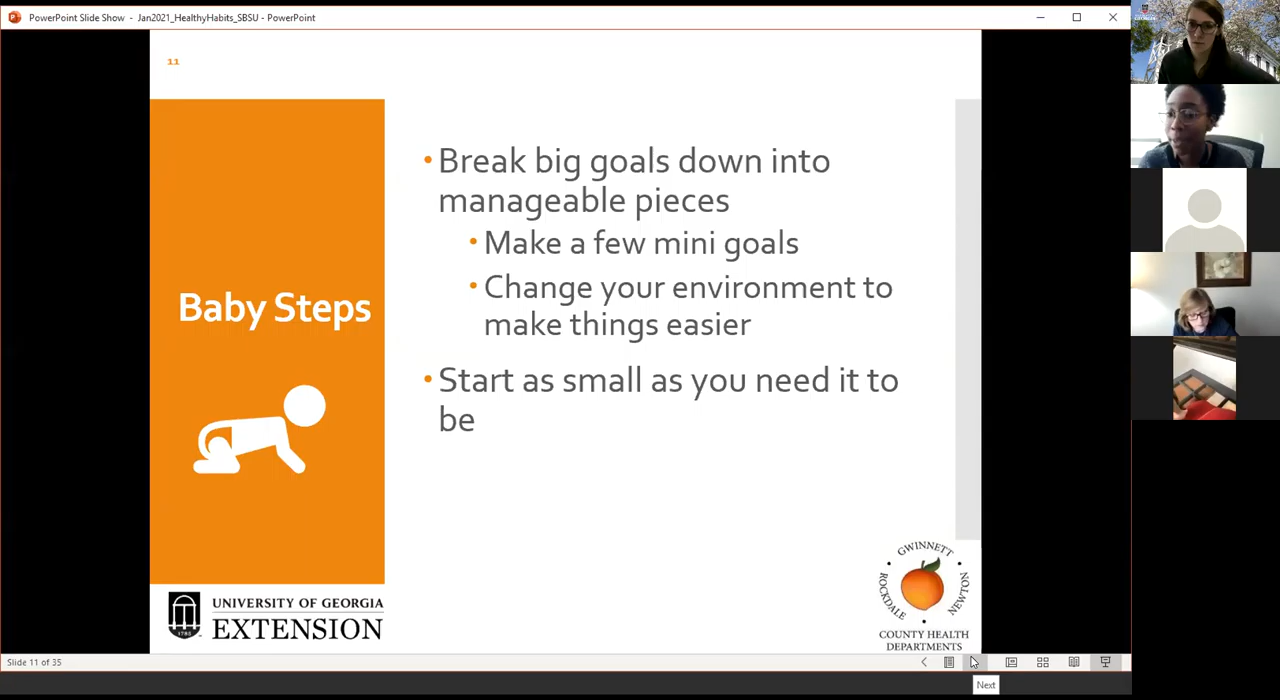 PowerPoint Slide Show - Jan2021_HealthyHabits_SBSU - PowerPoint
11
Baby Steps
• Break big goals down into
manageable pieces
• Make a few mini goals
• Change your environment to
make things easier
• Start as small as you need it to
be
1785
UNIVERSITY OF GEORGIA
EXTENSION
GWINNETT
ROCKDALE
NEWTON
COUNTY HEALTH
DEPARTMENTS
Slide 11 of 35
Next
GEORGIA